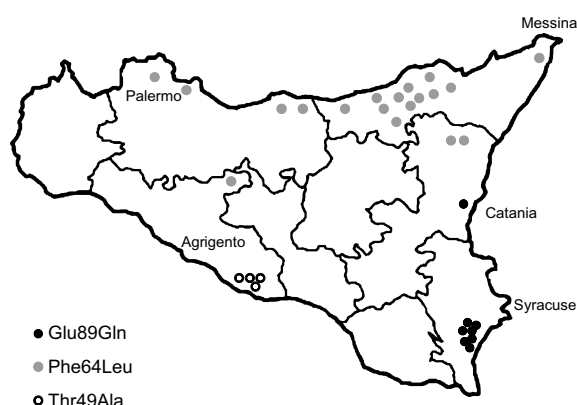 Messina
Palermo
Catania
Agrigento
Syracuse
Glu89Gln
Phe64Leu
Thr49Ala